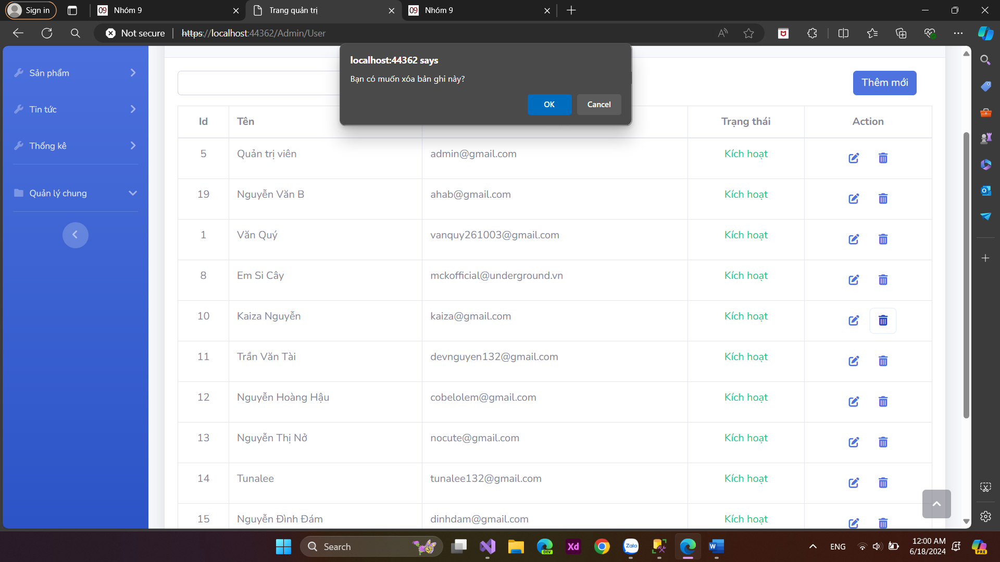 Sign in
09 Nhóm 9
Trang quản trị
09 Nhóm 9
Not secure
https://localhost:44362/Admin/User
localhost:44362 says
Bạn có muốn xóa bản ghi này?
OK
Cancel
Sản phẩm
Tin tức
Thống kê
Quản lý chung
Thêm mới
Id Tên Trạng thái Action
5 Quản trị viên admin@gmail.com Kích hoạt
19 Nguyễn Văn B ahab@gmail.com Kích hoạt
1 Văn Quý vanquy261003@gmail.com Kích hoạt
8 Em Si Cây mckofficial@underground.vn Kích hoạt
10 Kaiza Nguyễn kaiza@gmail.com Kích hoạt
11 Trần Văn Tài devnguyen132@gmail.com Kích hoạt
12 Nguyễn Hoàng Hậu cobelolem@gmail.com Kích hoạt
13 Nguyễn Thị Nở nocute@gmail.com Kích hoạt
14 Tunalee tunalee132@gmail.com Kích hoạt
15 Nguyễn Đình Đám dinhdam@gmail.com Kích hoạt
Search
DEV
Xd
Zalo
W
ENG
12:00 AM
6/18/2024
PRE